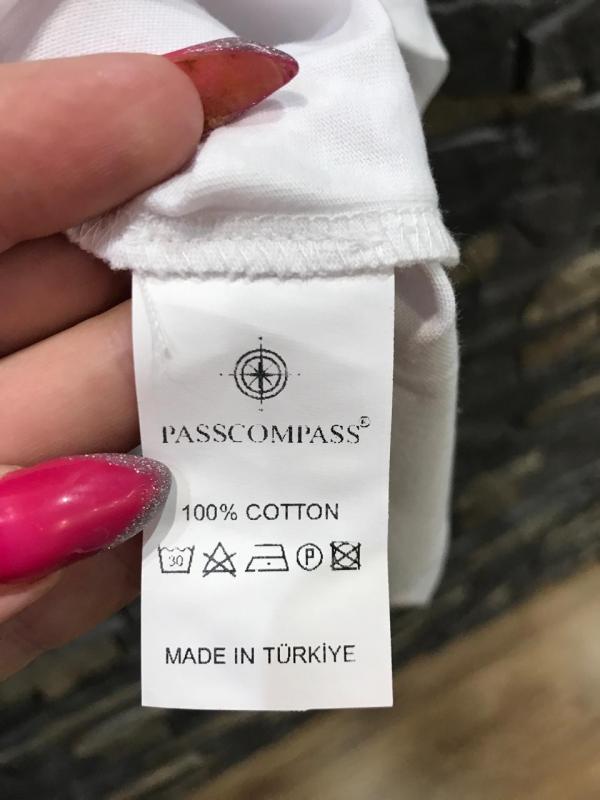 PASSCOMPASS®
100% COTTON
30 P
MADE IN TÜRKİYE